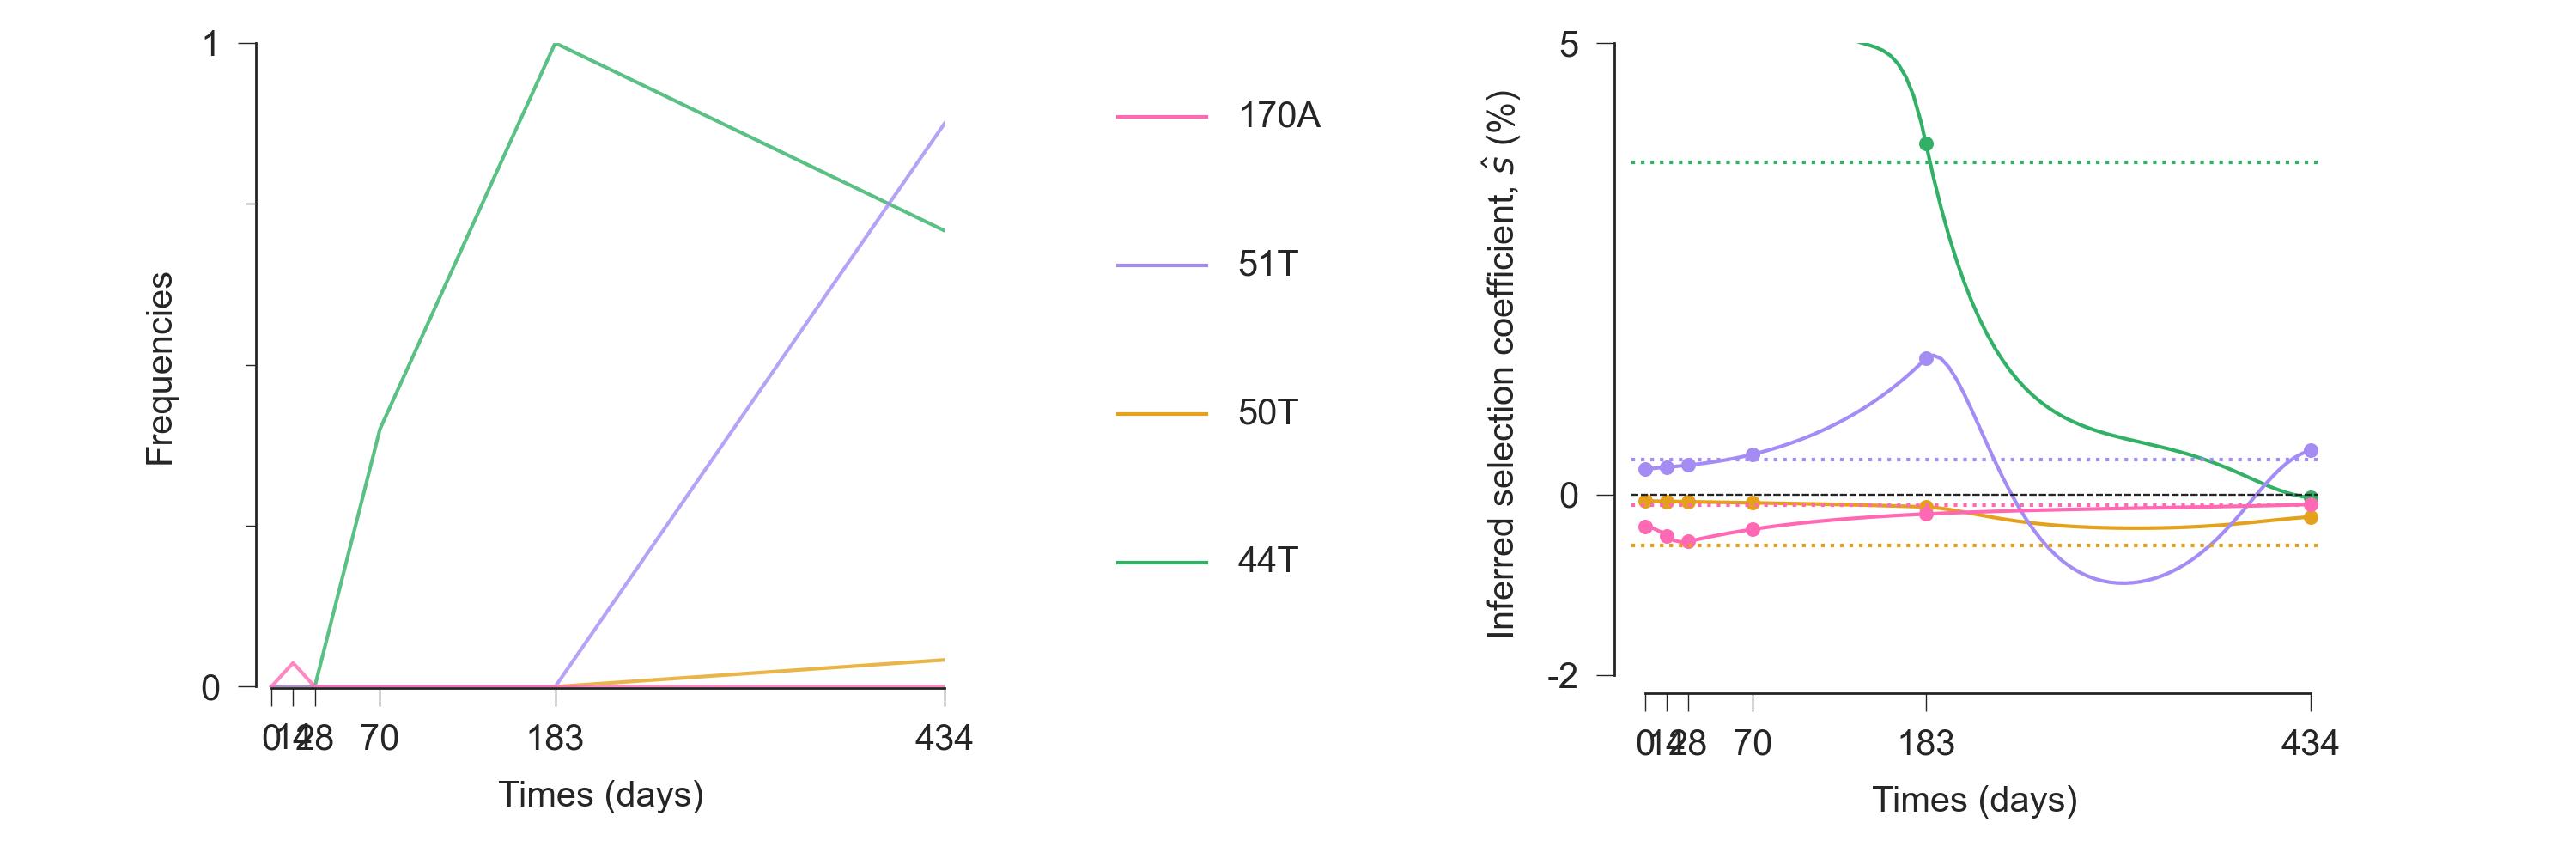 1
Frequencies
0
0 14 28 70 183 434
Times (days)
170A
51T
50T
44T
5
Inferred selection coefficient, ŝ (%)
0
-2
0 14 28 70 183 434
Times (days)